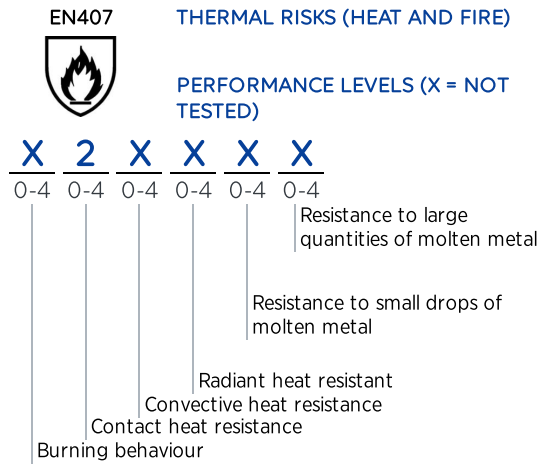 EN407
THERMAL RISKS (HEAT AND FIRE)
PERFORMANCE LEVELS (X = NOT
TESTED)
X 2 X X X X
0-4 0-4 0-4 0-4 0-4 0-4
Resistance to large
quantities of molten metal
Resistance to small drops of
molten metal
Radiant heat resistant
Convective heat resistance
Contact heat resistance
Burning behaviour